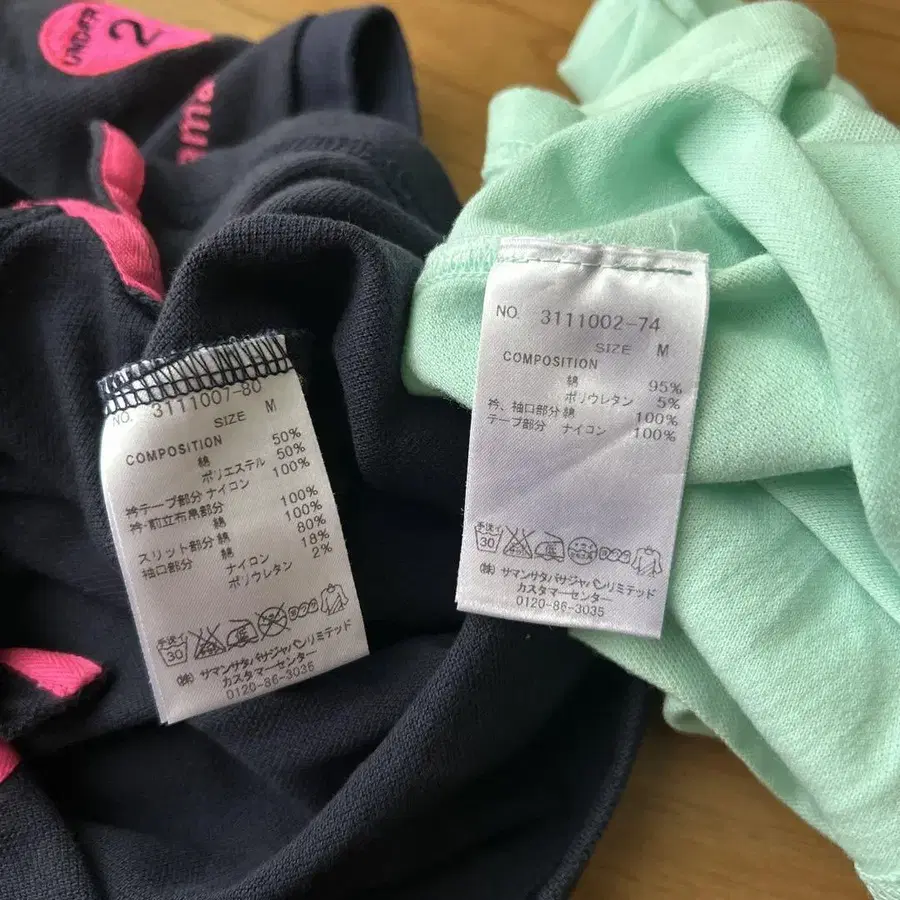 UNDER
2
ama
NO. 3111007-80
SIZE M
COMPOSITION
綿 50%
ポリエステル 50%
衿テープ部分 ナイロン 100%
衿・前立布帛部分
綿 100%
スリット部分 綿 100%
袖口部分 綿 80%
ナイロン 18%
ポリウレタン 2%
手洗イ
30
(株) サマンサタバサジャパンリミテッド
カスタマーセンター
0120-86-3035
NO. 3111002-74
SIZE M
COMPOSITION
綿 95%
ポリウレタン 5%
衿、袖口部分 綿 100%
テープ部分 ナイロン 100%
手洗イ
30
(株) サマンサタバサジャパンリミテッド
カスタマーセンター
0120-86-3035